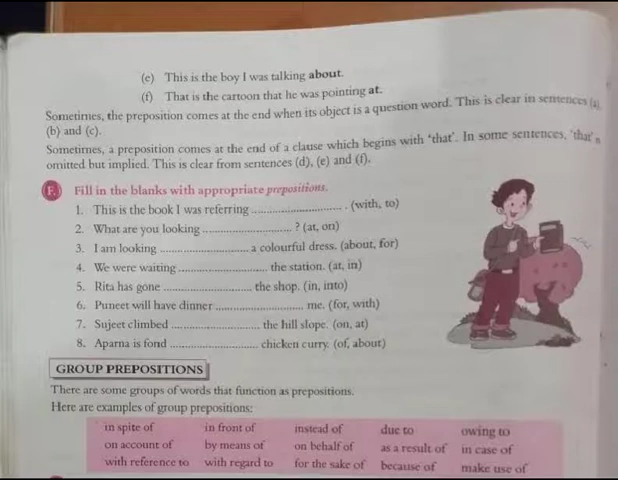 (e) This is the boy I was talking about.
(f) That is the cartoon that he was pointing at.
Sometimes, the preposition comes at the end when its object is a question word. This is clear in sentences (a),
(b) and (c).
Sometimes, a preposition comes at the end of a clause which begins with 'that'. In some sentences, 'that' is
omitted but implied. This is clear from sentences (d), (e) and (f).
F. Fill in the blanks with appropriate prepositions.
1. This is the book I was referring .............................. . (with, to)
2. What are you looking .............................. ? (at, on)
3. I am looking .............................. a colourful dress. (about, for)
4. We were waiting .............................. the station. (at, in)
5. Rita has gone .............................. the shop. (in, into)
6. Puneet will have dinner .............................. me. (for, with)
7. Sujeet climbed .............................. the hill slope. (on, at)
8. Aparna is fond .............................. chicken curry. (of, about)
GROUP PREPOSITIONS
There are some groups of words that function as prepositions.
Here are examples of group prepositions:
in spite of in front of instead of due to owing to
on account of by means of on behalf of as a result of in case of
with reference to with regard to for the sake of because of make use of